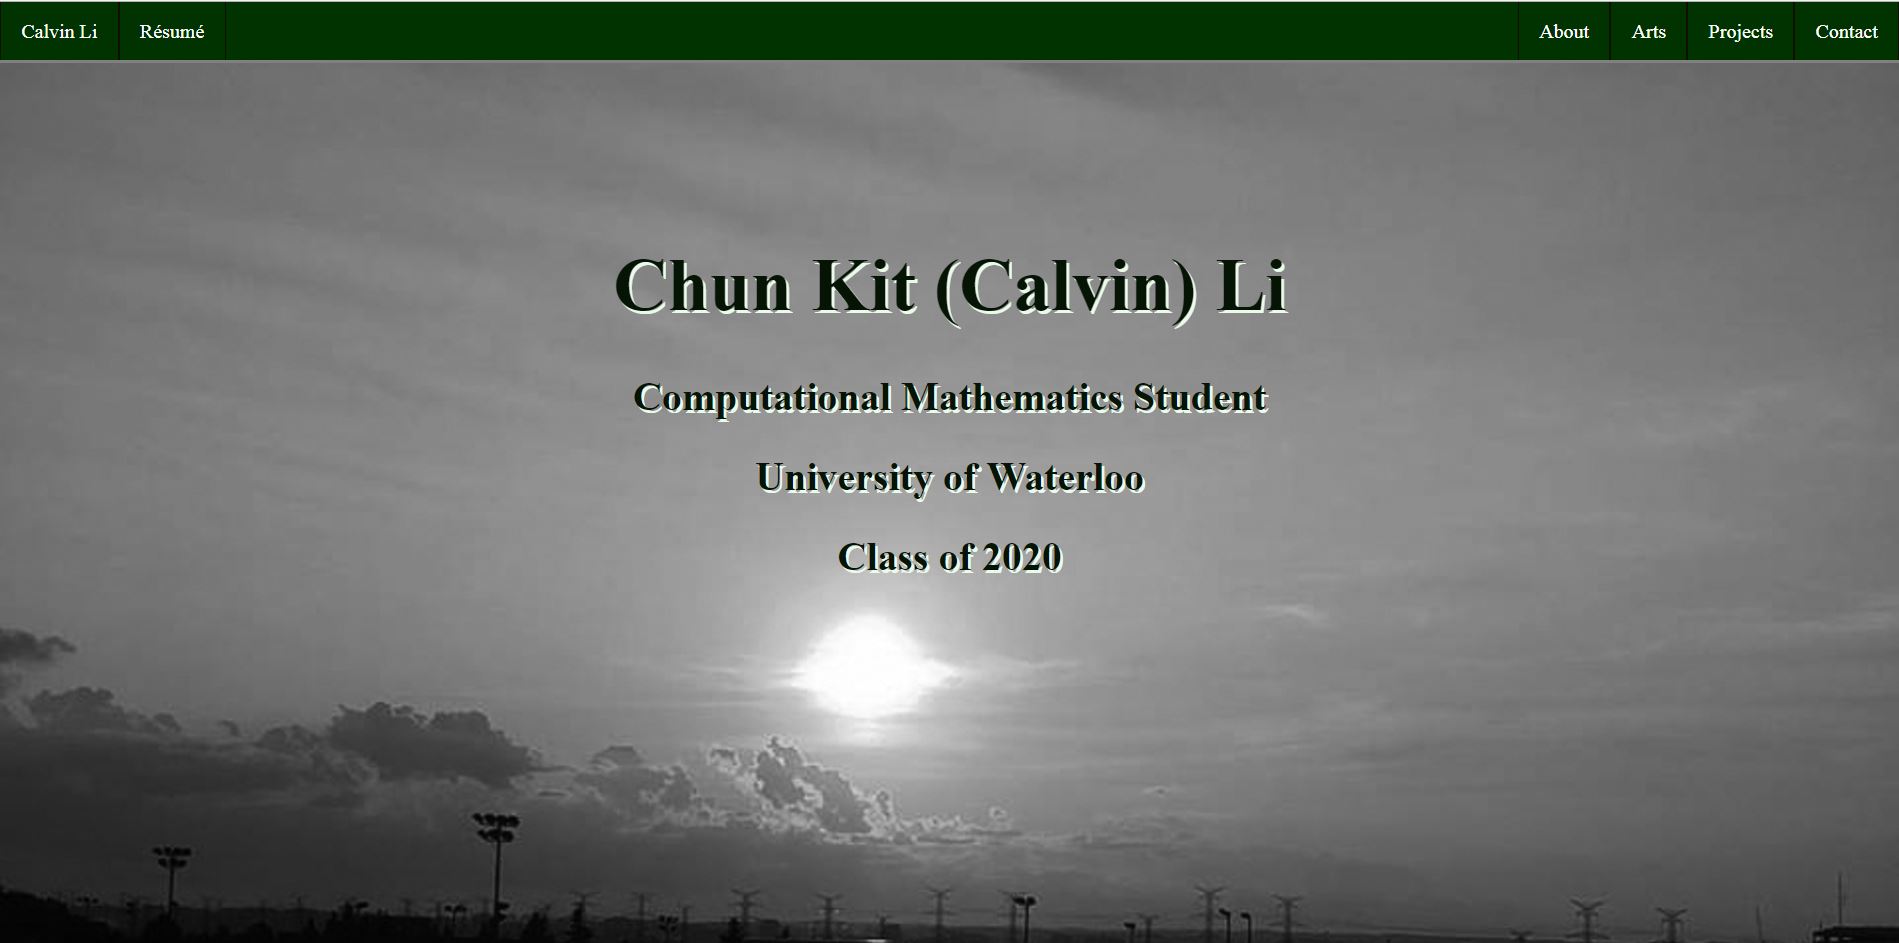 Calvin Li Résumé About Arts Projects Contact
Chun Kit (Calvin) Li
Computational Mathematics Student
University of Waterloo
Class of 2020